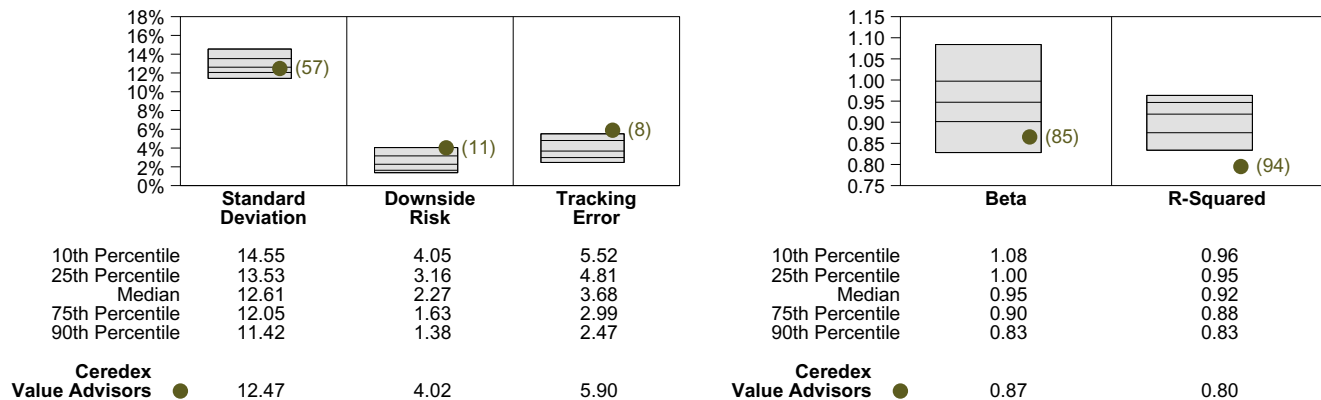 18%
16%
14%
12%
10%
8%
6%
4%
2%
0%
(57)
(11)
(8)
Standard Deviation
Downside Risk
Tracking Error
10th Percentile 14.55 4.05 5.52
25th Percentile 13.53 3.16 4.81
Median 12.61 2.27 3.68
75th Percentile 12.05 1.63 2.99
90th Percentile 11.42 1.38 2.47
Ceredex
Value Advisors 12.47 4.02 5.90
1.15
1.10
1.05
1.00
0.95
0.90
0.85
0.80
0.75
(85)
(94)
Beta R-Squared
10th Percentile 1.08 0.96
25th Percentile 1.00 0.95
Median 0.95 0.92
75th Percentile 0.90 0.88
90th Percentile 0.83 0.83
Ceredex
Value Advisors 0.87 0.80